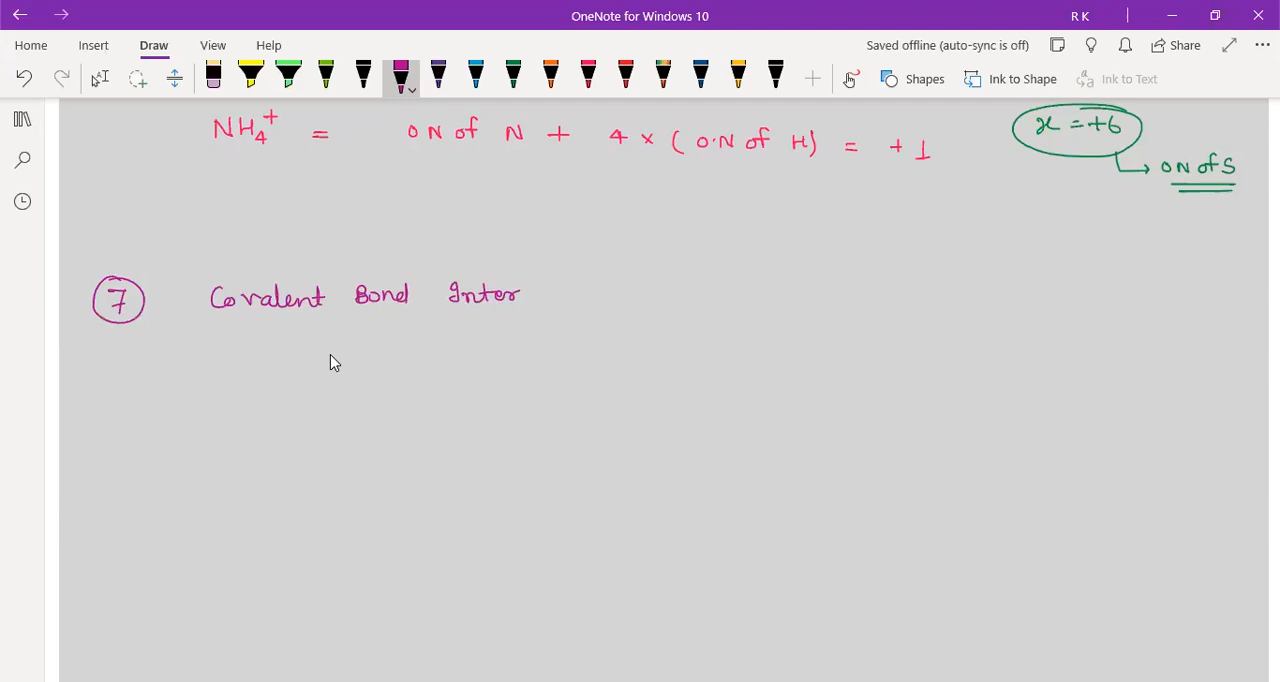 OneNote for Windows 10
R K
Home Insert Draw View Help
Saved offline (auto-sync is off) Share
Shapes Ink to Shape Ink to Text
NH₄⁺ = ON of N + 4 × (O.N of H) = +1
x = +6
ON of S
7 Covalent Bond Inter